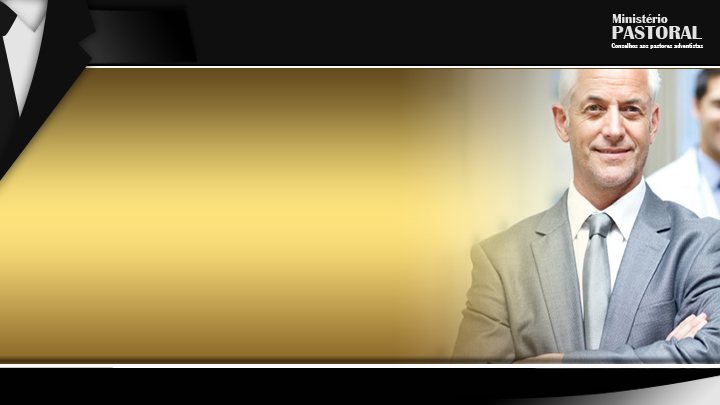 Ministério
PASTORAL
Conselhos aos pastores adventistas